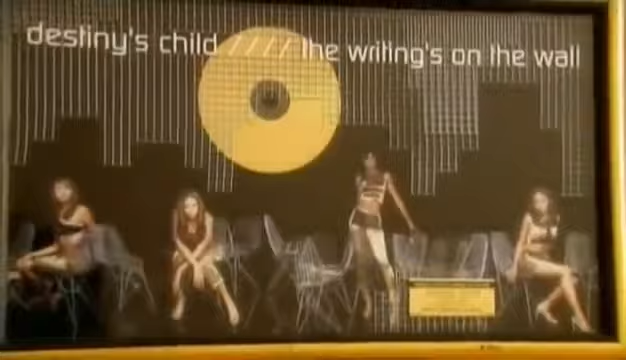 destiny's child //// the writing's on the wall